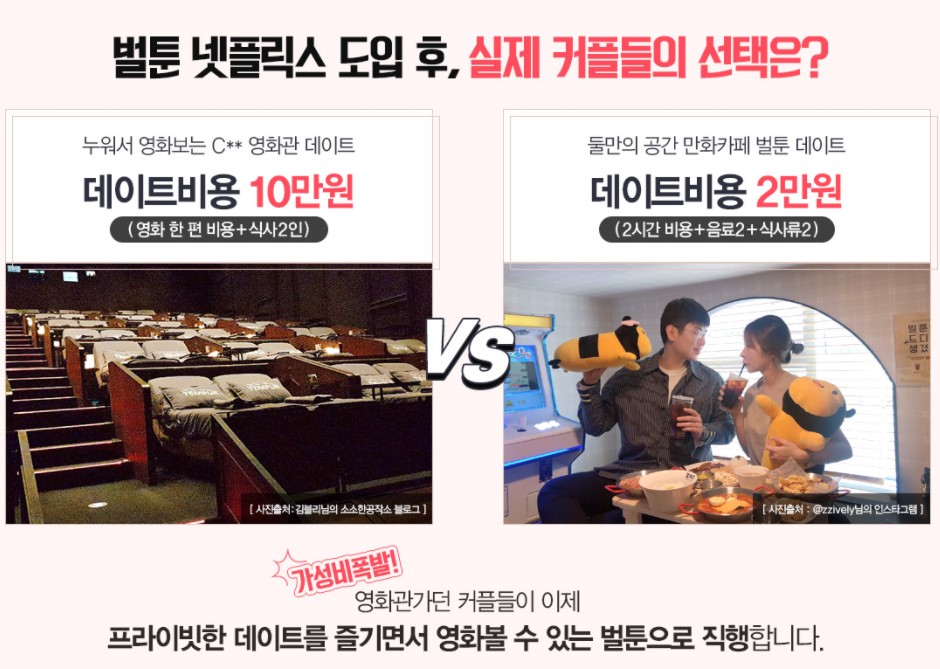 벌툰 넷플릭스 도입 후, 실제 커플들의 선택은?
누워서 영화보는 C** 영화관 데이트
데이트비용 10만원
(영화 한 편 비용+식사2인)
[ 사진출처:김블리님의 소소한공작소 블로그 ]
VS
둘만의 공간 만화카페 벌툰 데이트
데이트비용 2만원
(2시간 비용+음료2+식사류2)
벌툰
드디
생겼
[ 사진출처 : @zzively님의 인스타그램 ]
가성비폭발!
영화관가던 커플들이 이제
프라이빗한 데이트를 즐기면서 영화볼 수 있는 벌툰으로 직행합니다.